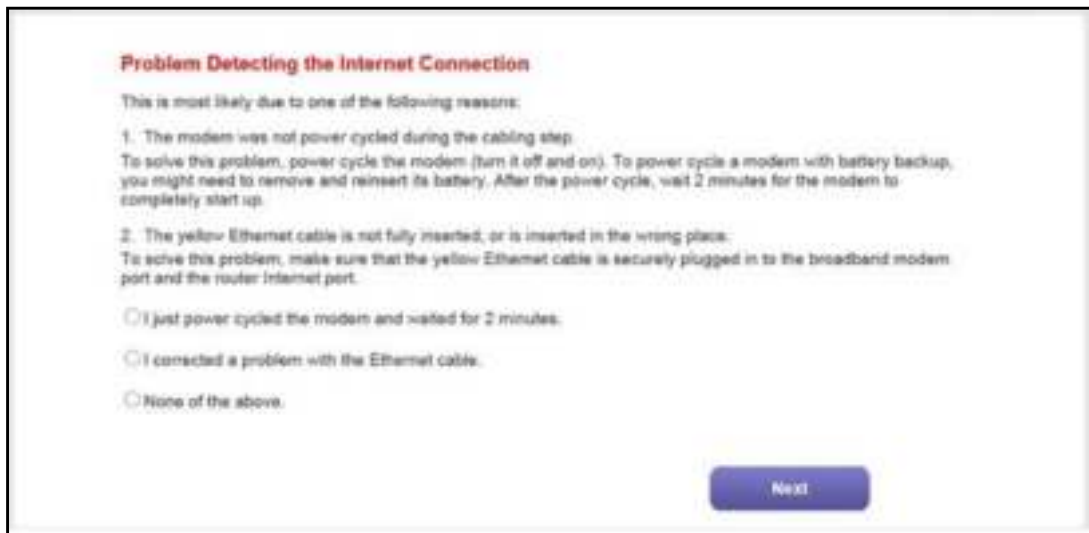 Problem Detecting the Internet Connection
This is most likely due to one of the following reasons:
1. The modem was not power cycled during the cabling step.
To solve this problem, power cycle the modem (turn it off and on). To power cycle a modem with battery backup,
you might need to remove and reinsert its battery. After the power cycle, wait 2 minutes for the modem to
completely start up.
2. The yellow Ethernet cable is not fully inserted, or is inserted in the wrong place.
To solve this problem, make sure that the yellow Ethernet cable is securely plugged in to the broadband modem
port and the router Internet port.
I just power cycled the modem and waited for 2 minutes.
I corrected a problem with the Ethernet cable.
None of the above.
Next